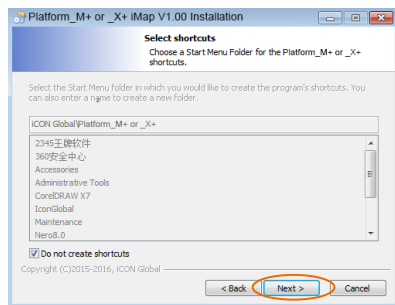 Platform_M+ or _X+ iMap V1.00 Installation
Select shortcuts
Choose a Start Menu Folder for the Platform_M+ or _X+
shortcuts.
Select the Start Menu folder in which you would like to create the program's shortcuts. You
can also enter a name to create a new folder.
iCON Global\Platform_M+ or _X+
2345王牌软件
360安全中心
Accessories
Administrative Tools
CorelDRAW X7
IconGlobal
Maintenance
Nero8.0
Do not create shortcuts
Copyright (C)2015-2016, iCON Global
< Back Next > Cancel